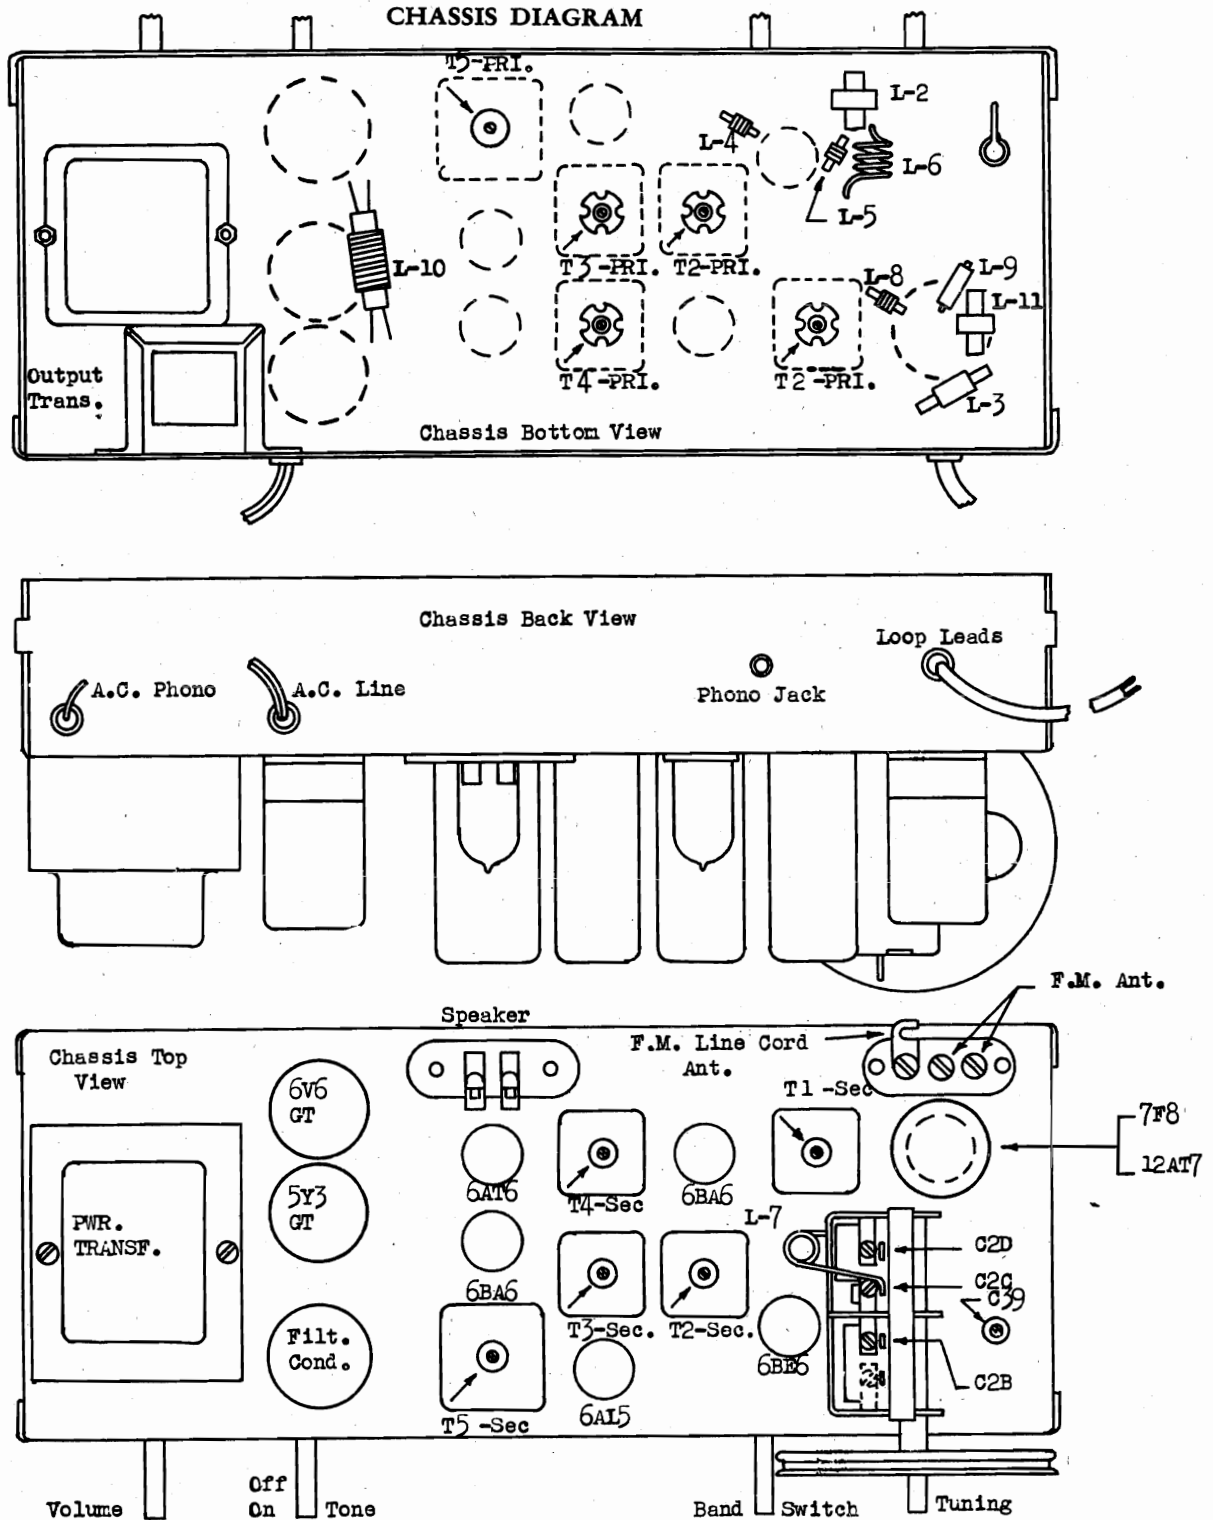 CHASSIS DIAGRAM
T5-PRI.
L-2
L-4
L-6
L-5
T3-PRI.
T2-PRI.
L-10
L-8
L-9
L-11
Output
Trans.
T4-PRI.
T2-PRI.
L-3
Chassis Bottom View
Chassis Back View
Loop Leads
A.C. Phono
A.C. Line
Phono Jack
F.M. Ant.
Speaker
Chassis Top
View
F.M. Line Cord
Ant.
T1-Sec
6V6
GT
7F8
12AT7
6AT6
T4-Sec
6BA6
5Y3
GT
L-7
PWR.
TRANSF.
C2D
C2C
C39
6BA6
T3-Sec.
T2-Sec.
6BE6
Filt.
Cond.
C2B
T5-Sec
6AL5
Volume
Off
On
Tone
Band
Switch
Tuning